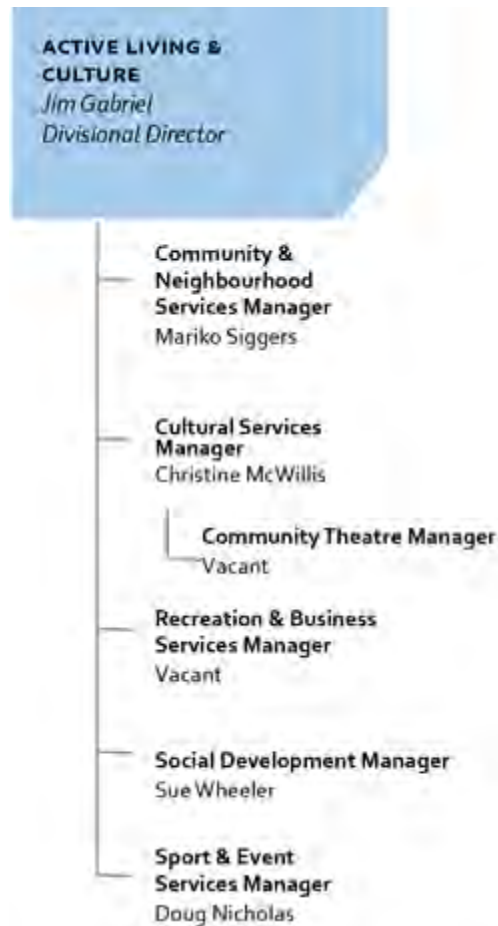 ACTIVE LIVING &
CULTURE
Jim Gabriel
Divisional Director
Community &
Neighbourhood
Services Manager
Mariko Siggers
Cultural Services
Manager
Christine McWillis
Community Theatre Manager
Vacant
Recreation & Business
Services Manager
Vacant
Social Development Manager
Sue Wheeler
Sport & Event
Services Manager
Doug Nicholas